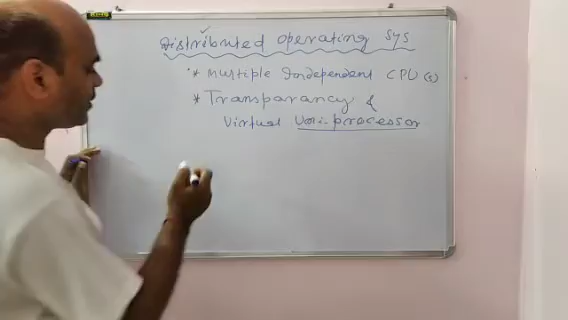 Distributed operating Sys
* Multiple Independent CPU(s)
* Transparancy &
Virtual Uni-processor